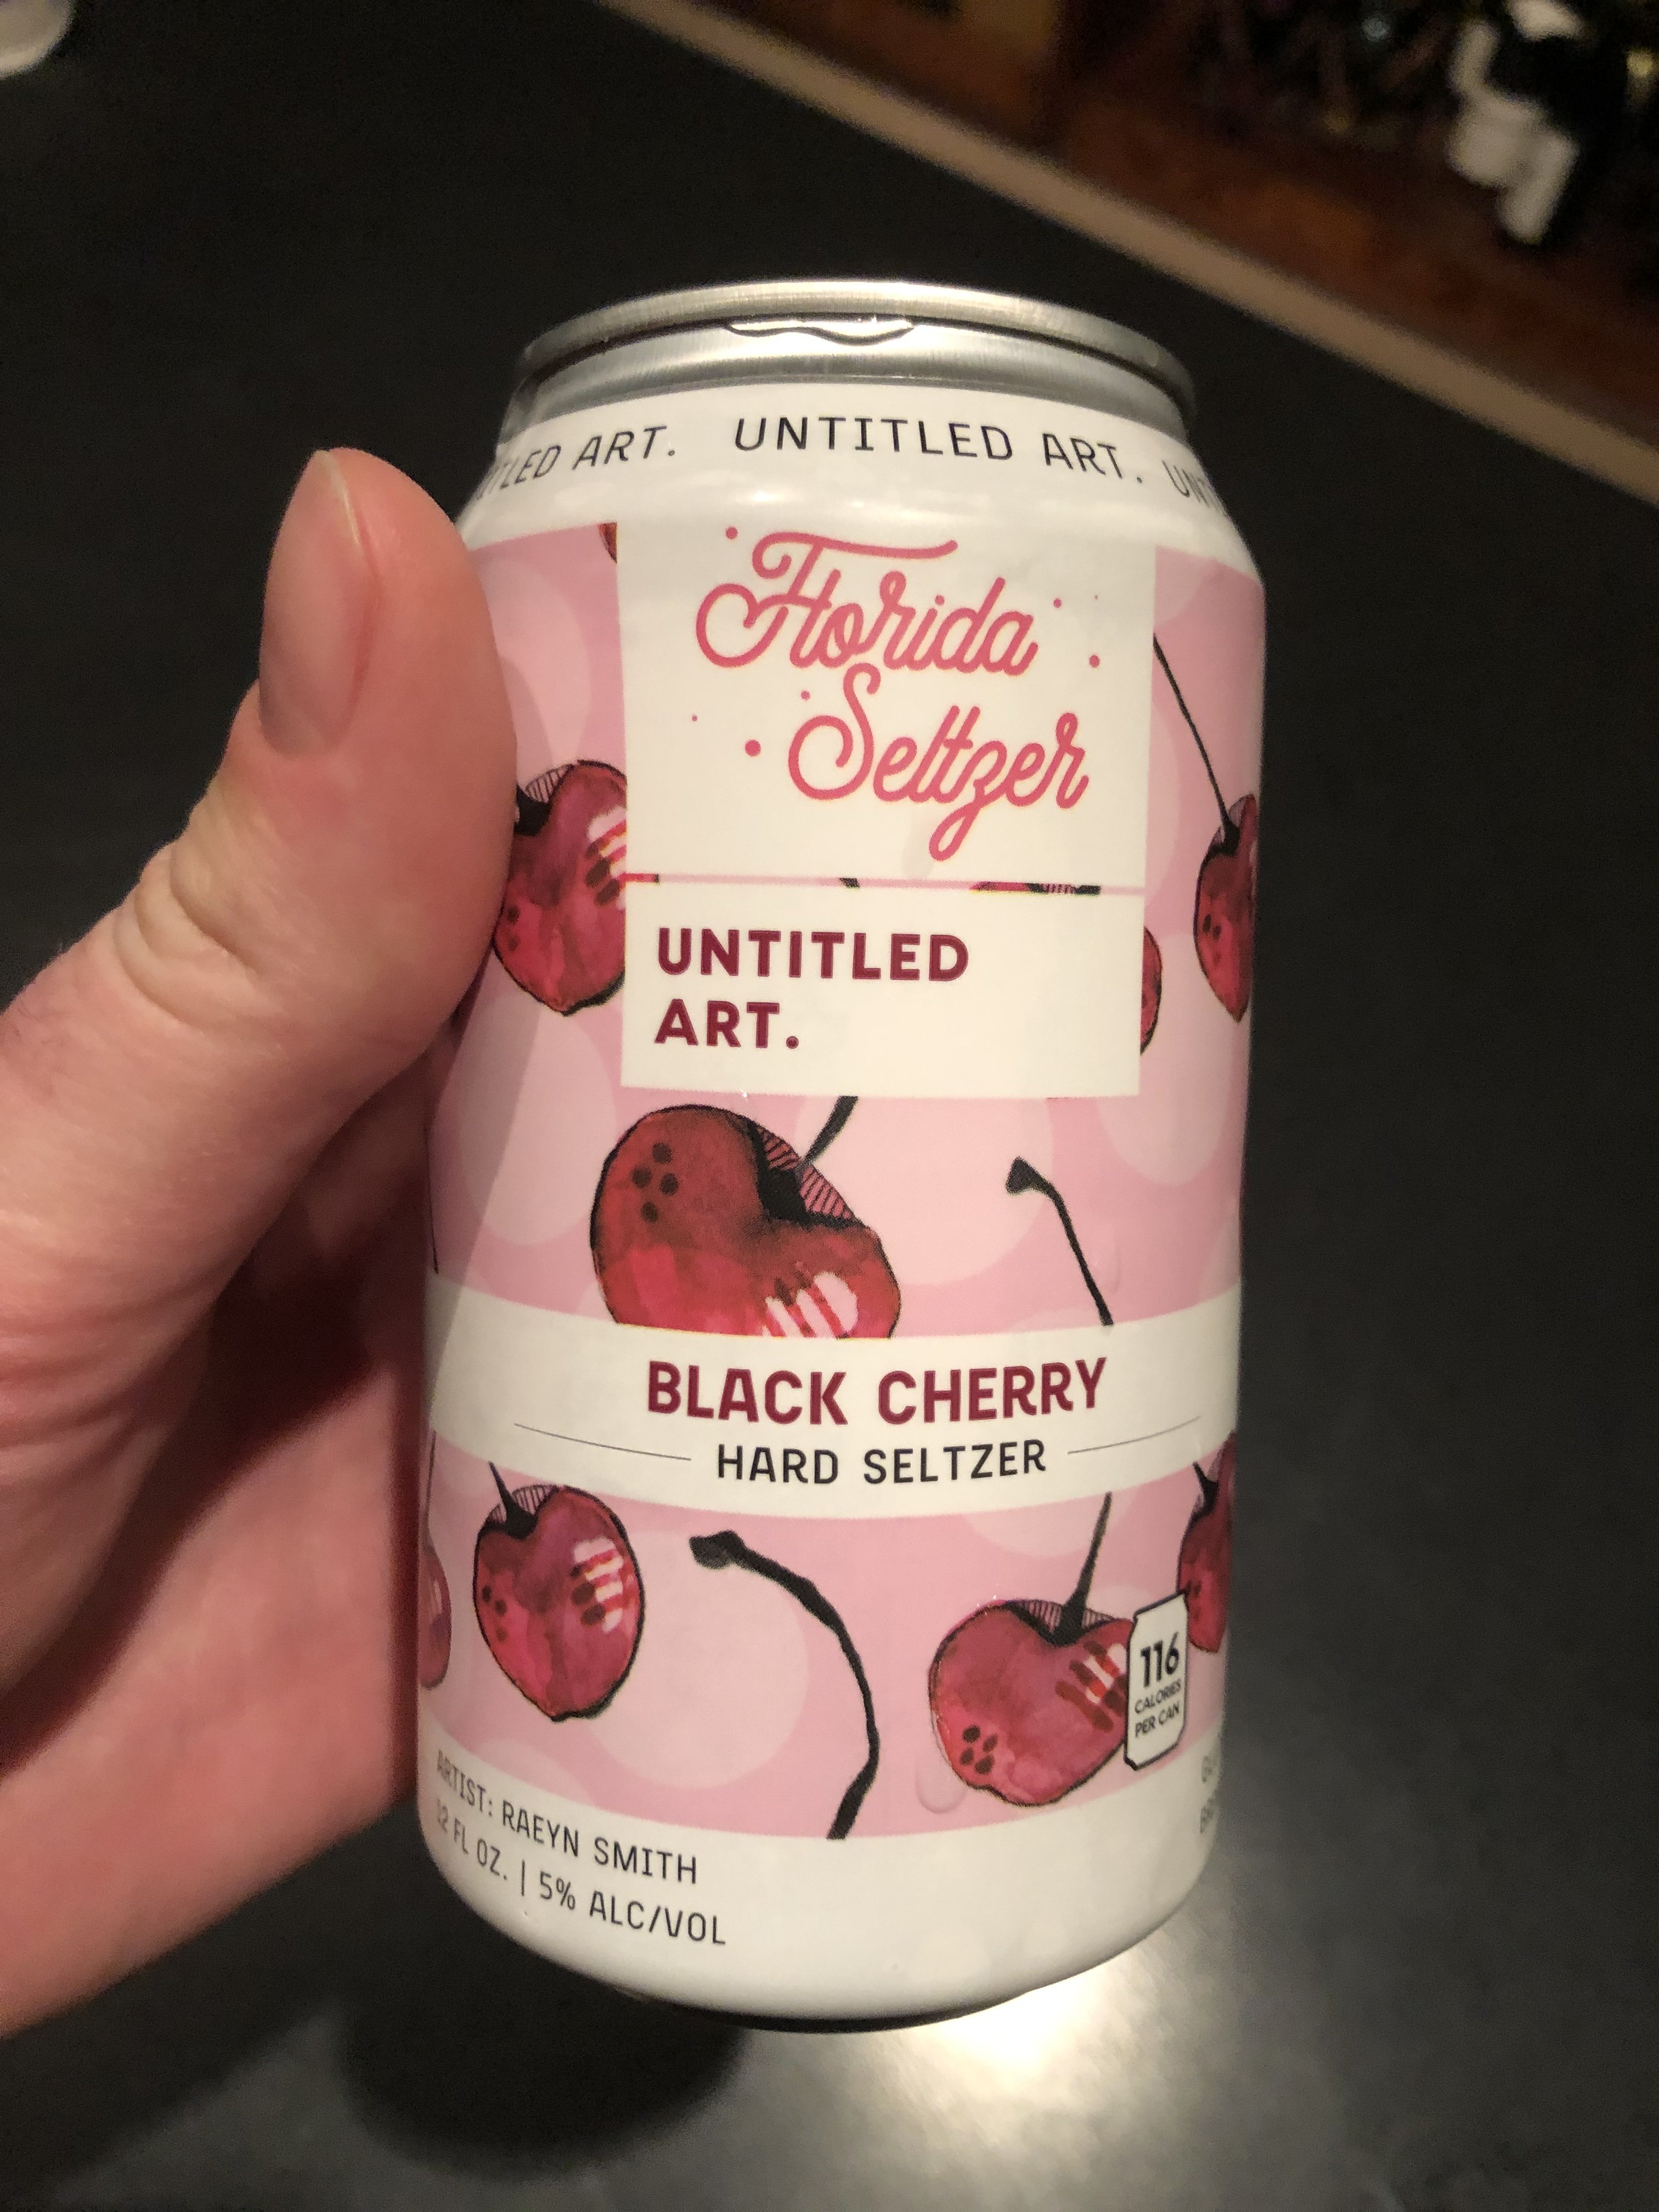 ART. UNTITLED ART.
Florida
Seltzer
UNTITLED
ART.
BLACK CHERRY
HARD SELTZER
116
CALORIES
PER CAN
ARTIST: RAEYN SMITH
12 FL OZ. | 5% ALC/VOL